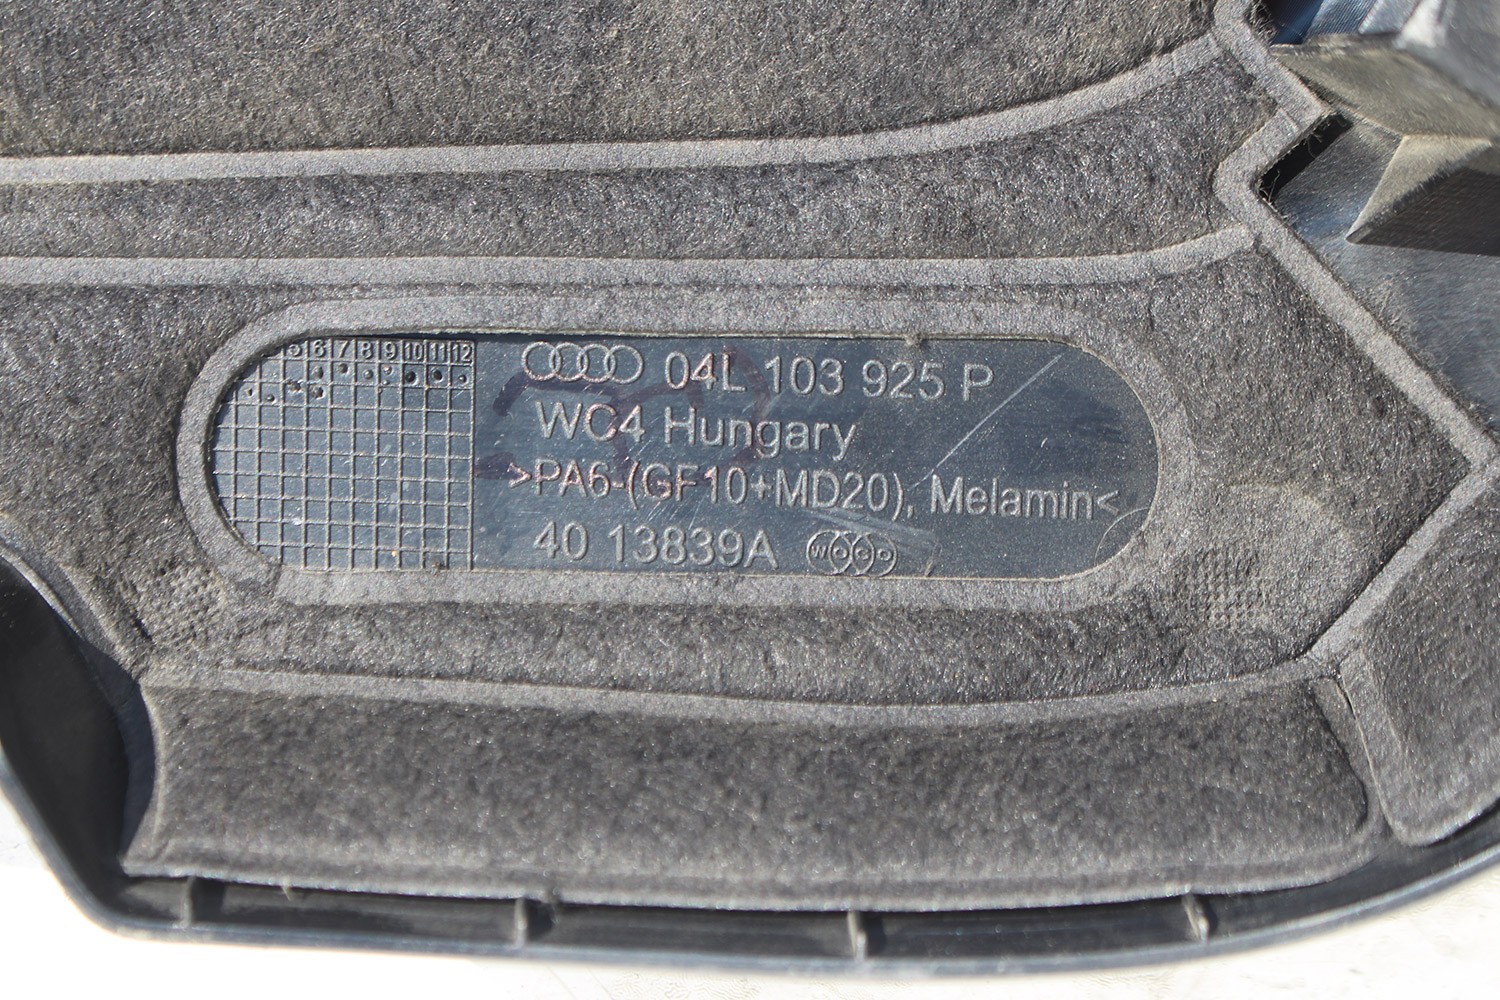 5 6 7 8 9 10 11 12
04L 103 925 P
WC4 Hungary
>PA6-(GF10+MD20), Melamin<
40 13839A WOCO